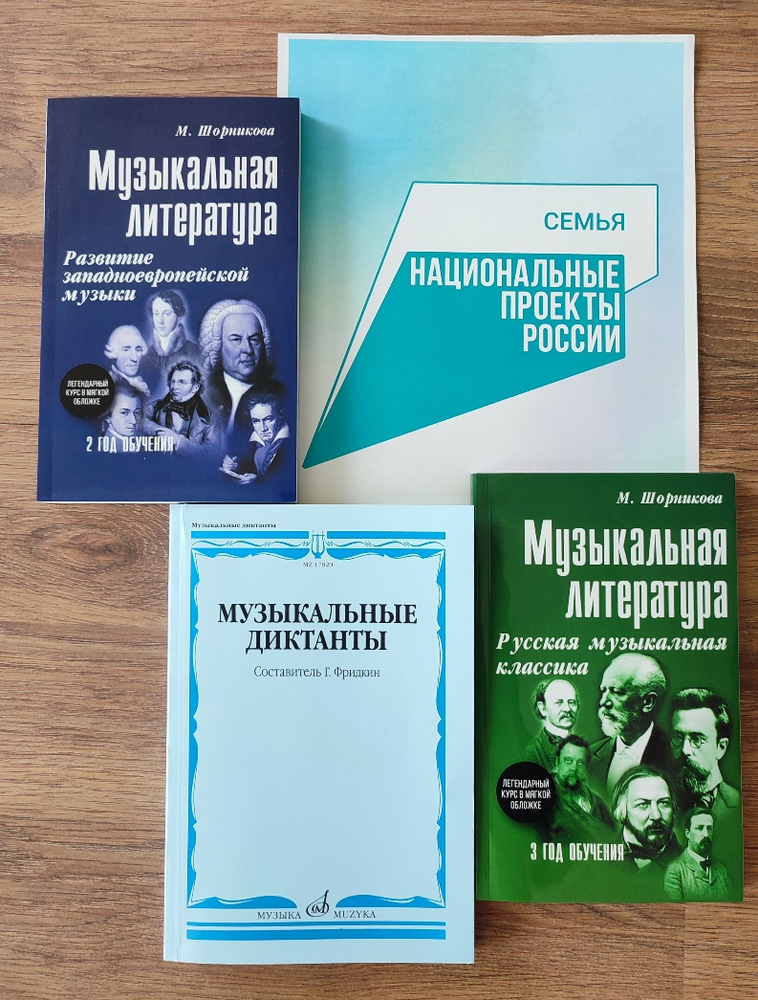 М. Шорникова
Музыкальная
литература
Развитие
западноевропейской
музыки
ЛЕГЕНДАРНЫЙ
КУРС В МЯГКОЙ
ОБЛОЖКЕ
2 ГОД ОБУЧЕНИЯ
СЕМЬЯ
НАЦИОНАЛЬНЫЕ
ПРОЕКТЫ
РОССИИ
Музыкальные диктанты
MZ 17820
МУЗЫКАЛЬНЫЕ
ДИКТАНТЫ
Составитель Г. Фридкин
МУЗЫКА MUZYKA
М. Шорникова
Музыкальная
литература
Русская музыкальная
классика
ЛЕГЕНДАРНЫЙ
КУРС В МЯГКОЙ
ОБЛОЖКЕ
3 ГОД ОБУЧЕНИЯ